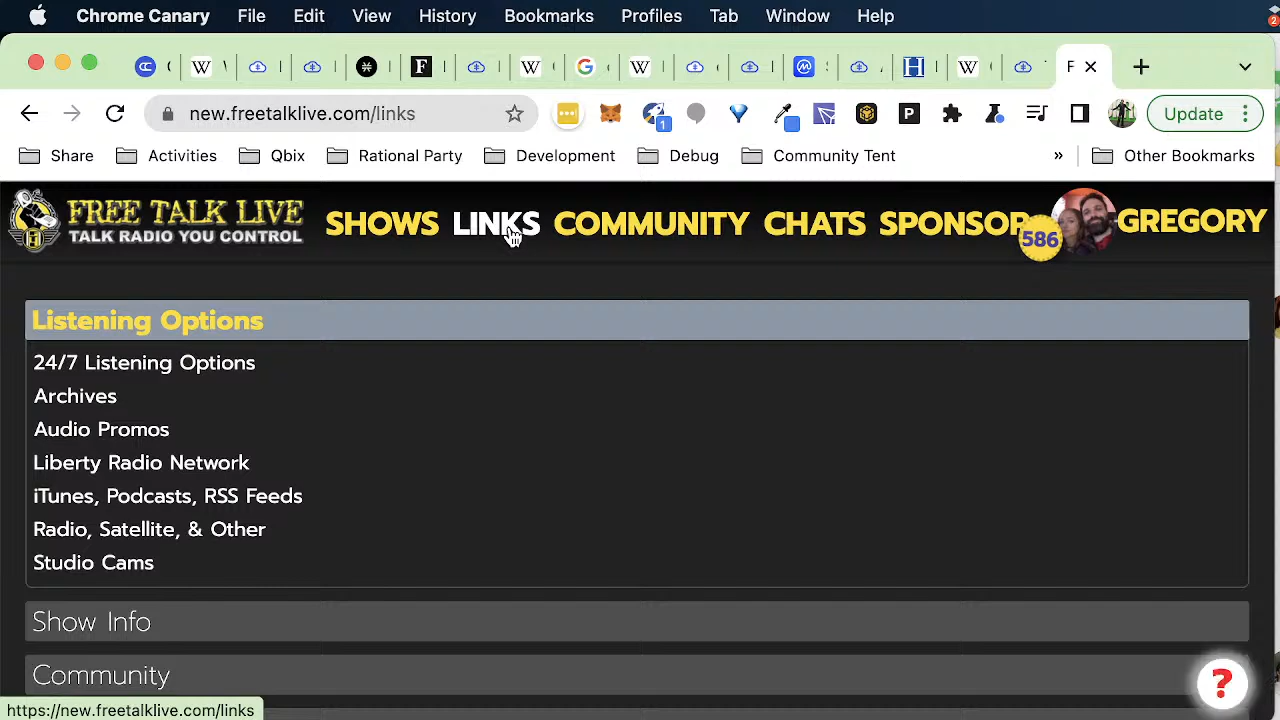 Chrome Canary File Edit View History Bookmarks Profiles Tab Window Help
2
new.freetalklive.com/links
1
P
Update
Share Activities Qbix Rational Party Development Debug Community Tent » Other Bookmarks
FREE TALK LIVE
TALK RADIO YOU CONTROL
SHOWS LINKS COMMUNITY CHATS SPONSOR 586 GREGORY
Listening Options
24/7 Listening Options
Archives
Audio Promos
Liberty Radio Network
iTunes, Podcasts, RSS Feeds
Radio, Satellite, & Other
Studio Cams
Show Info
Community
?
https://new.freetalklive.com/links